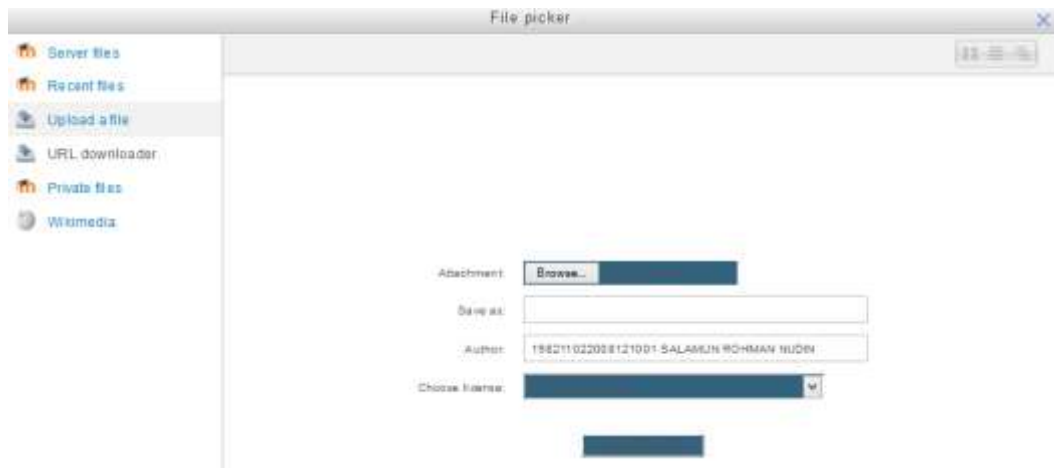 File picker
Server files
Recent files
Upload a file
URL downloader
Private files
Wikimedia
Attachment:
Browse...
Save as:
Author:
198211022008121001 SALAMUN ROHMAN NUDIN
Choose license: